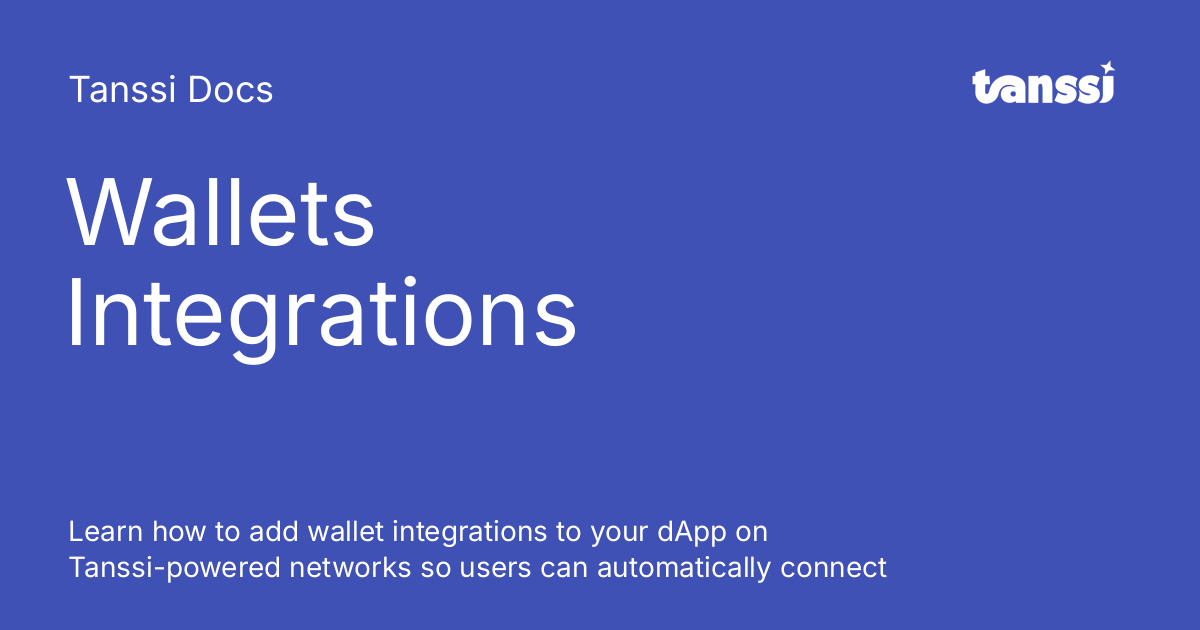 Tanssi Docs
tanssi
Wallets
Integrations
Learn how to add wallet integrations to your dApp on
Tanssi-powered networks so users can automatically connect